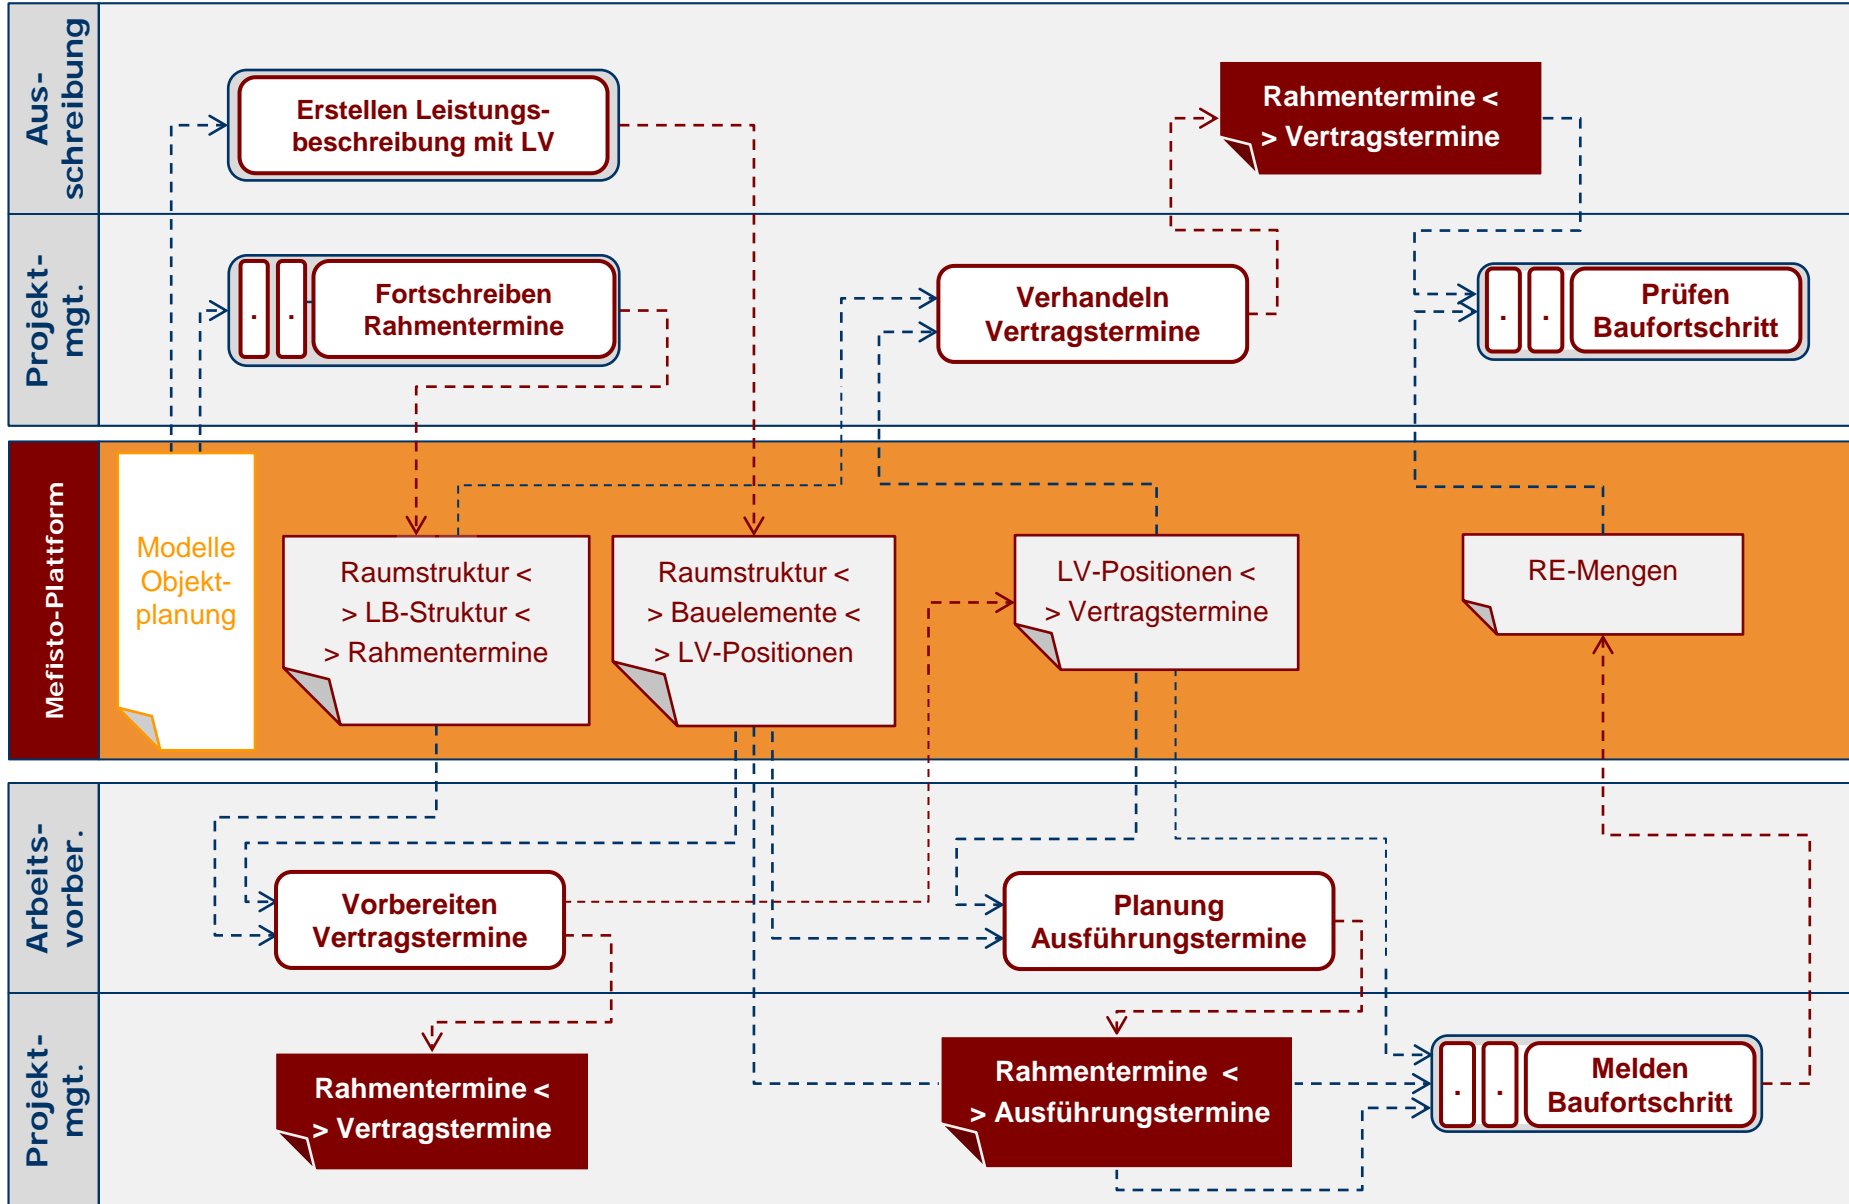 Aus-
schreibung
Erstellen Leistungs-
beschreibung mit LV
Rahmentermine <
> Vertragstermine
Projekt-
mgt.
. .
Fortschreiben
Rahmentermine
Verhandeln
Vertragstermine
. .
Prüfen
Baufortschritt
Mefisto-Plattform
Modelle
Objekt-
planung
Raumstruktur <
> LB-Struktur <
> Rahmentermine
Raumstruktur <
> Bauelemente <
> LV-Positionen
LV-Positionen <
> Vertragstermine
RE-Mengen
Arbeits-
vorber.
Vorbereiten
Vertragstermine
Planung
Ausführungstermine
Projekt-
mgt.
Rahmentermine <
> Vertragstermine
Rahmentermine <
> Ausführungstermine
. .
Melden
Baufortschritt